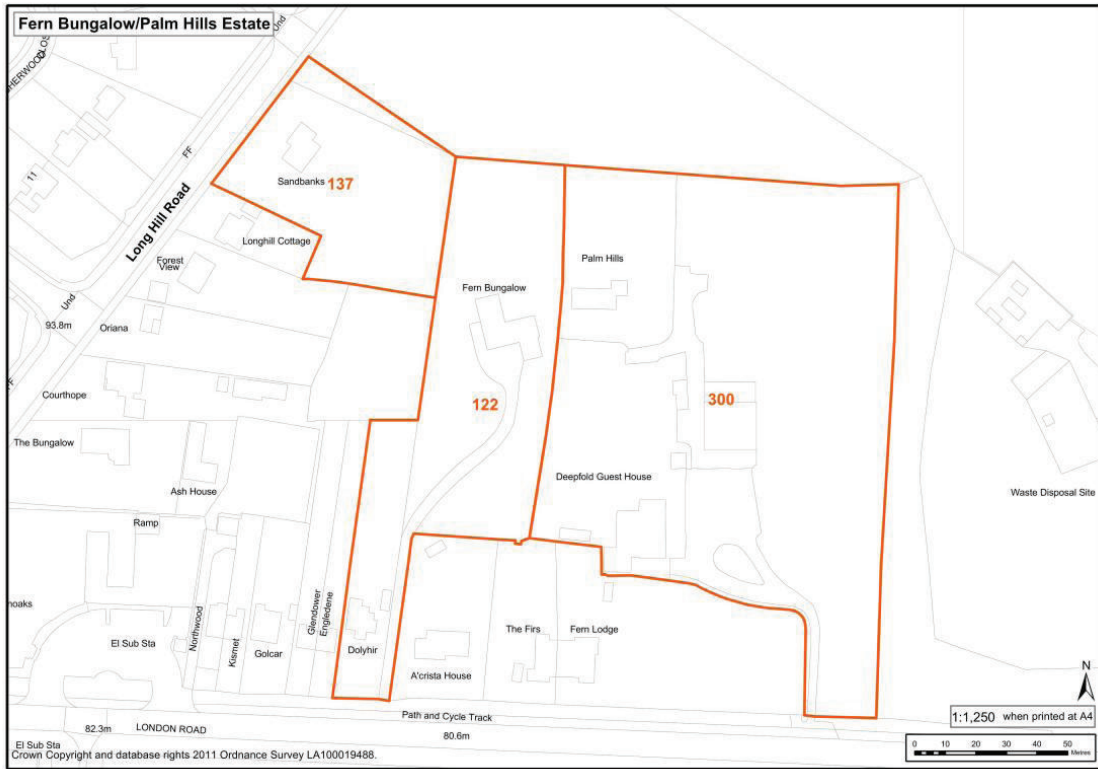 Fern Bungalow/Palm Hills Estate
Und
FF
11
Sandbanks
137
Long Hill Road
Longhill Cottage
Forest
View
Palm Hills
Und
Fern Bungalow
93.8m
Oriana
FF
Courthope
122
300
The Bungalow
Deepfold Guest House
Ash House
Waste Disposal Site
Ramp
Glendower
Engledene
Northwood
Kismet
El Sub Sta
Golcar
Dolyhir
The Firs
Fern Lodge
A'crista House
N
Path and Cycle Track
1:1,250 when printed at A4
82.3m
LONDON ROAD
80.6m
El Sub Sta
0 10 20 30 40 50
Metres
Crown Copyright and database rights 2011 Ordnance Survey LA100019488.